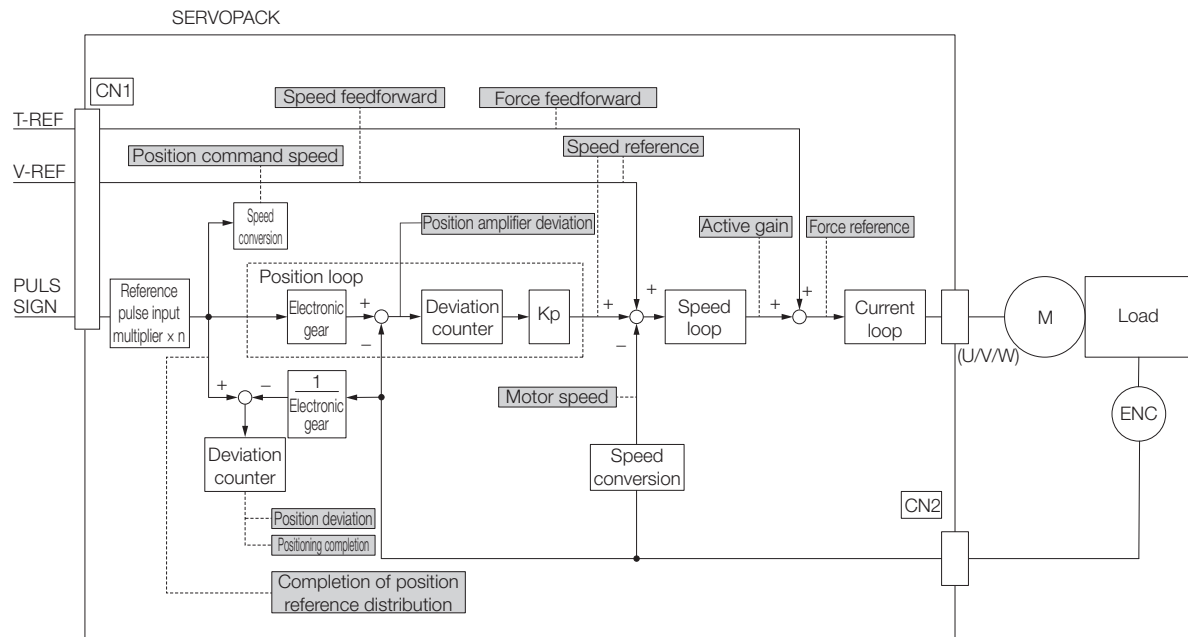 SERVOPACK
CN1
Speed feedforward
Force feedforward
T-REF
Position command speed
Speed reference
V-REF
Speed
conversion
Position amplifier deviation
Active gain
Force reference
PULS
SIGN
Reference
pulse input
multiplier × n
Position loop
Electronic
gear
+
−
Deviation
counter
Kp
+
+
−
Speed
loop
+
+
Current
loop
(U/V/W)
M
Load
ENC
+
−
1
Electronic
gear
Motor speed
Deviation
counter
Speed
conversion
CN2
Position deviation
Positioning completion
Completion of position
reference distribution